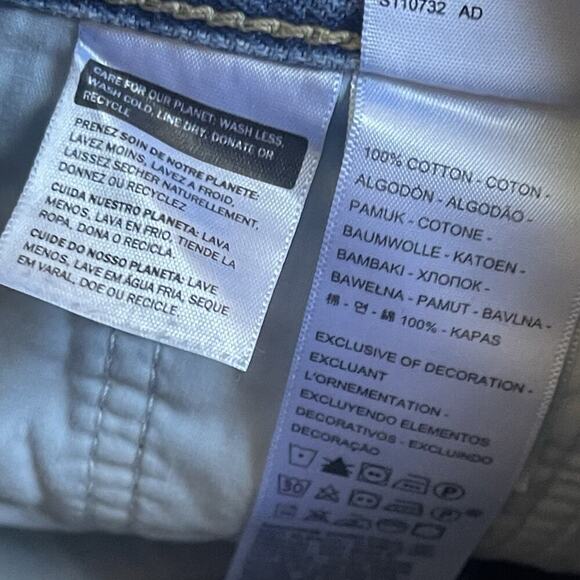 S110732 AD
CARE FOR OUR PLANET: WASH LESS,
WASH COLD, LINE DRY, DONATE OR
RECYCLE
PRENEZ SOIN DE NOTRE PLANETE:
LAVEZ MOINS, LAVEZ A FROID,
LAISSEZ SECHER NATURELLEMENT,
DONNEZ OU RECYCLEZ
CUIDA NUESTRO PLANETA: LAVA
MENOS, LAVA EN FRIO, TIENDE LA
ROPA, DONA O RECICLA.
CUIDE DO NOSSO PLANETA: LAVE
MENOS, LAVE EM ÁGUA FRIA, SEQUE
EM VARAL, DOE OU RECICLE.
100% COTTON - COTON -
ALGODÓN - ALGODÃO -
PAMUK - COTONE -
BAUMWOLLE - KATOEN -
BAMBAKI - ХЛОПОК -
BAWEŁNA - PAMUT - BAVLNA -
棉 - 면 - 綿 100% - KAPAS
EXCLUSIVE OF DECORATION -
EXCLUANT
L'ORNEMENTATION -
EXCLUYENDO ELEMENTOS
DECORATIVOS - EXCLUINDO
DECORAÇÃO
P
30 P